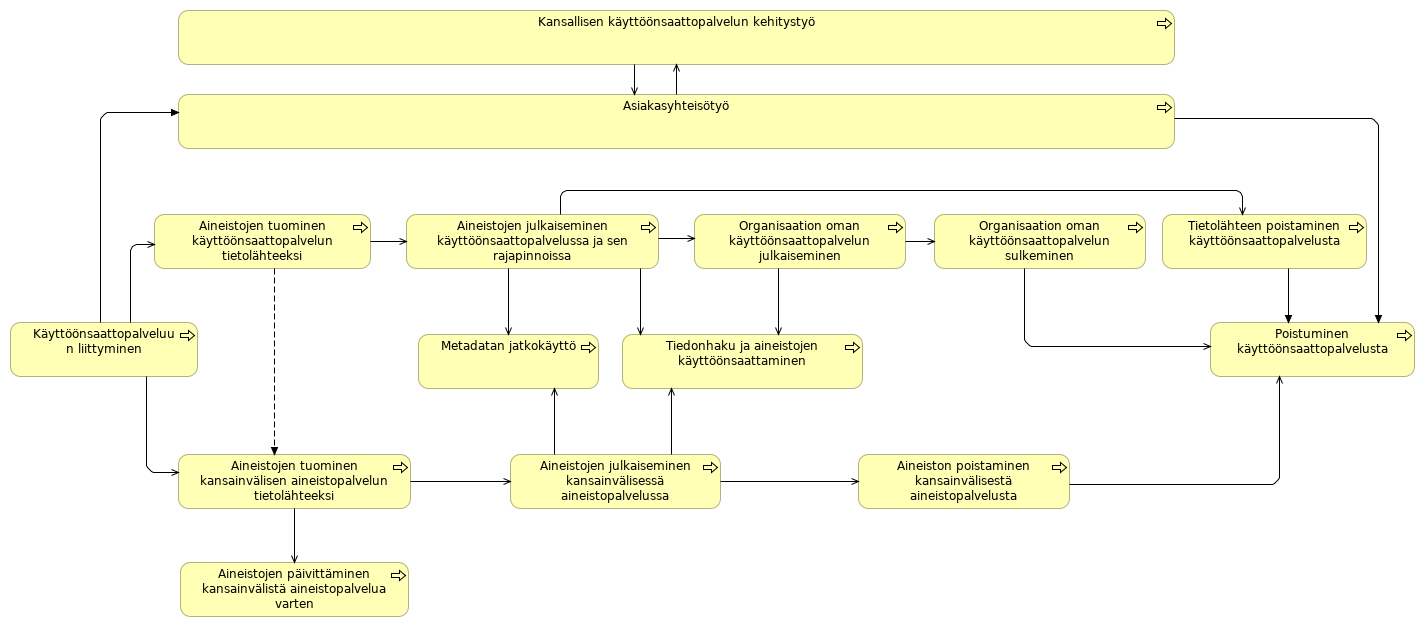 Kansallisen käyttöönsaattopalvelun kehitystyö
Asiakasyhteisötyö
Aineistojen tuominen
käyttöönsaattopalvelun
tietolähteeksi
Aineistojen julkaiseminen
käyttöönsaattopalvelussa ja sen
rajapinnoissa
Organisaation oman
käyttöönsaattopalvelun
julkaiseminen
Organisaation oman
käyttöönsaattopalvelun
sulkeminen
Tietolähteen poistaminen
käyttöönsaattopalvelusta
Käyttöönsaattopalveluu
n liittyminen
Metadatan jatkokäyttö
Tiedonhaku ja aineistojen
käyttöönsaattaminen
Poistuminen
käyttöönsaattopalvelusta
Aineistojen tuominen
kansainvälisen aineistopalvelun
tietolähteeksi
Aineistojen julkaiseminen
kansainvälisessä
aineistopalvelussa
Aineiston poistaminen
kansainvälisestä
aineistopalvelusta
Aineistojen päivittäminen
kansainvälistä aineistopalvelua
varten